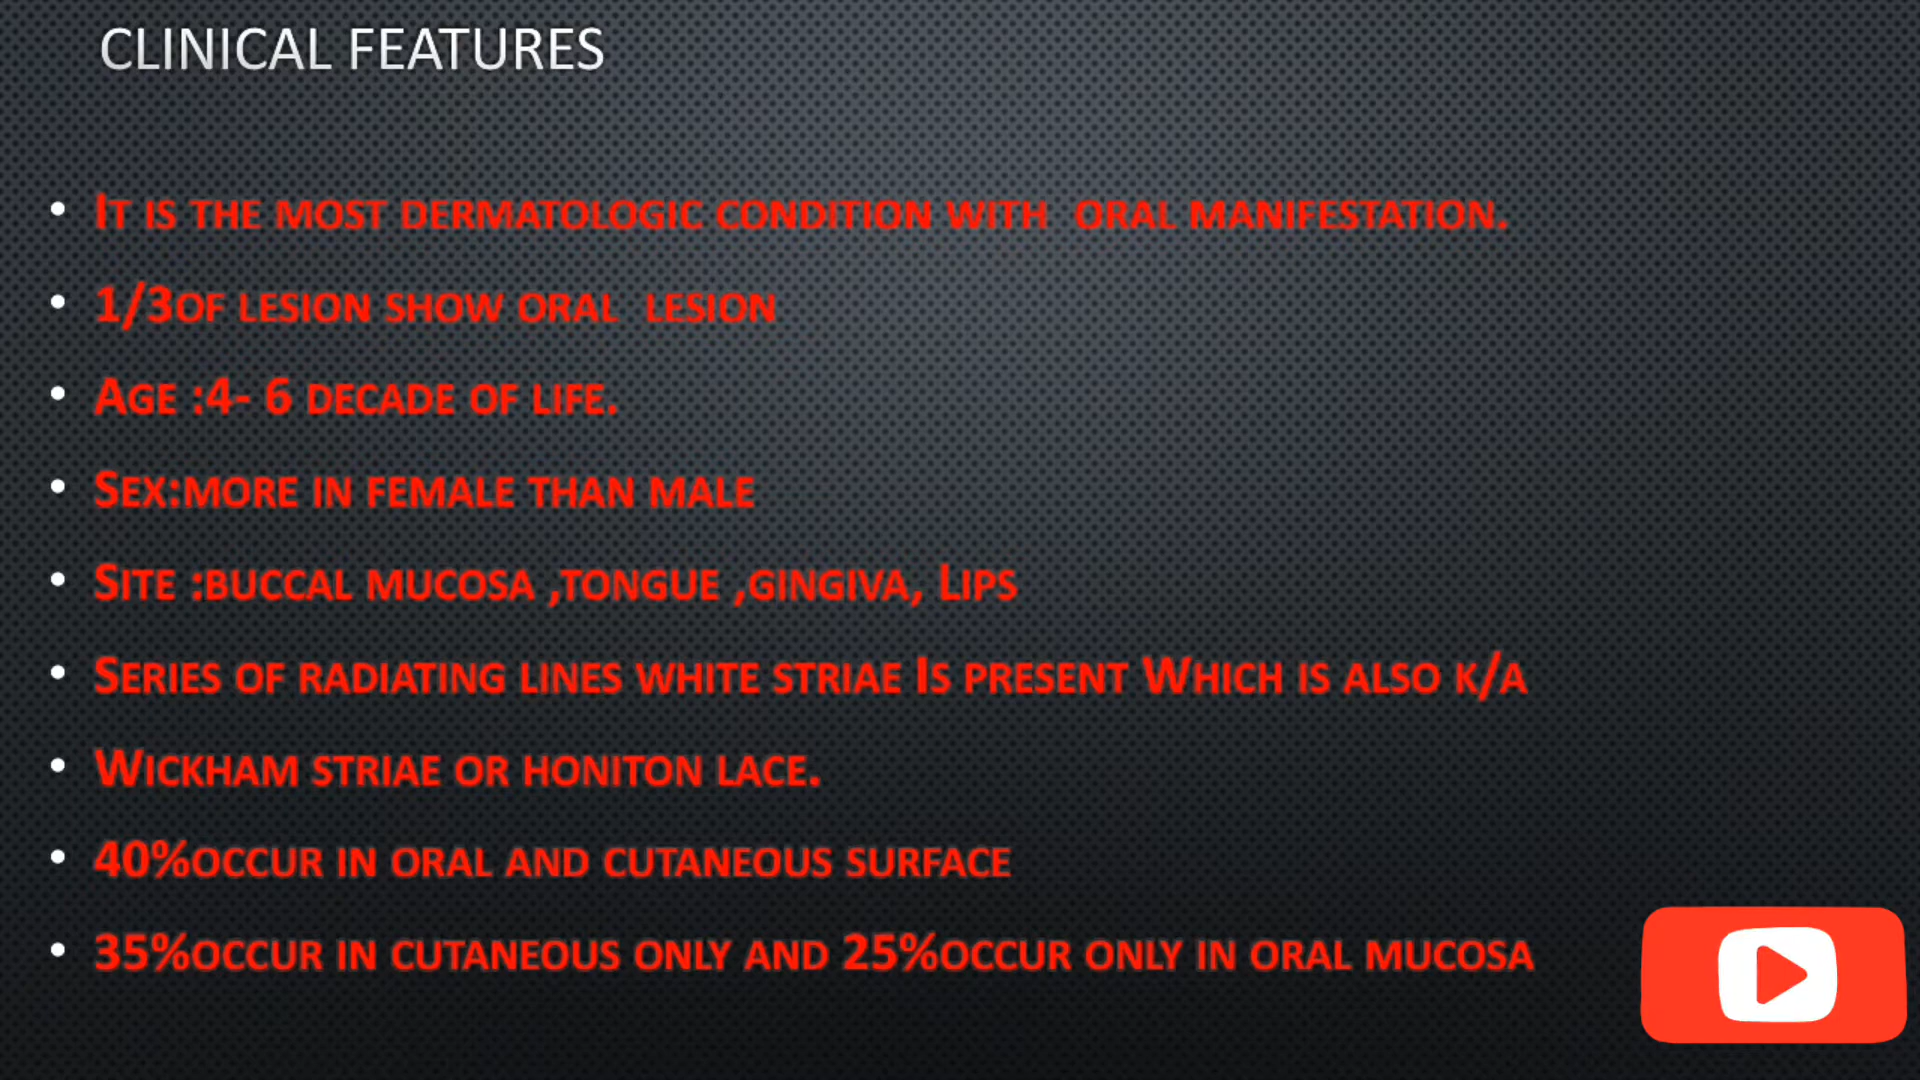 CLINICAL FEATURES
• IT IS THE MOST DERMATOLOGIC CONDITION WITH ORAL MANIFESTATION.
• 1/3OF LESION SHOW ORAL LESION
• AGE :4- 6 DECADE OF LIFE.
• SEX:MORE IN FEMALE THAN MALE
• SITE :BUCCAL MUCOSA ,TONGUE ,GINGIVA, LIPS
• SERIES OF RADIATING LINES WHITE STRIAE IS PRESENT WHICH IS ALSO K/A
• WICKHAM STRIAE OR HONITON LACE.
• 40%OCCUR IN ORAL AND CUTANEOUS SURFACE
• 35%OCCUR IN CUTANEOUS ONLY AND 25%OCCUR ONLY IN ORAL MUCOSA